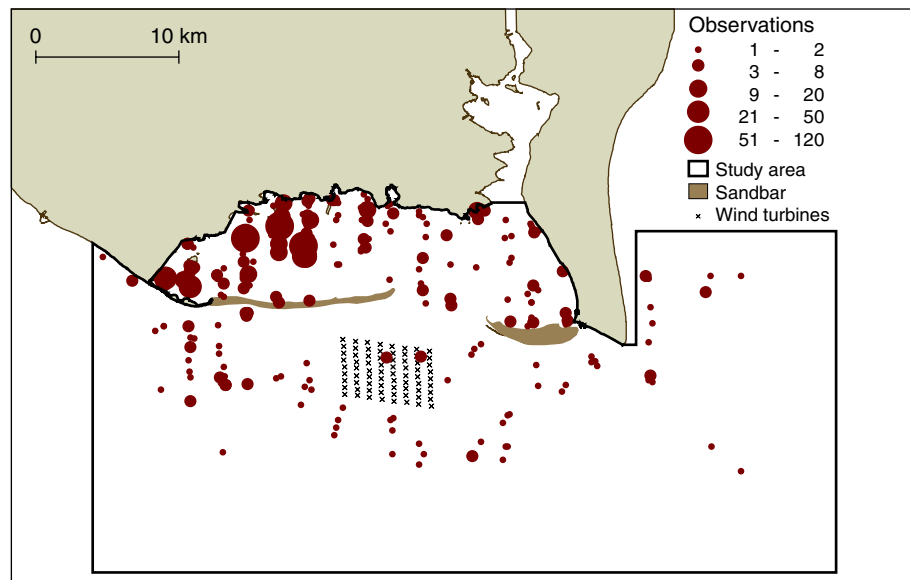 0 10 km
Observations
1 - 2
3 - 8
9 - 20
21 - 50
51 - 120
Study area
Sandbar
Wind turbines